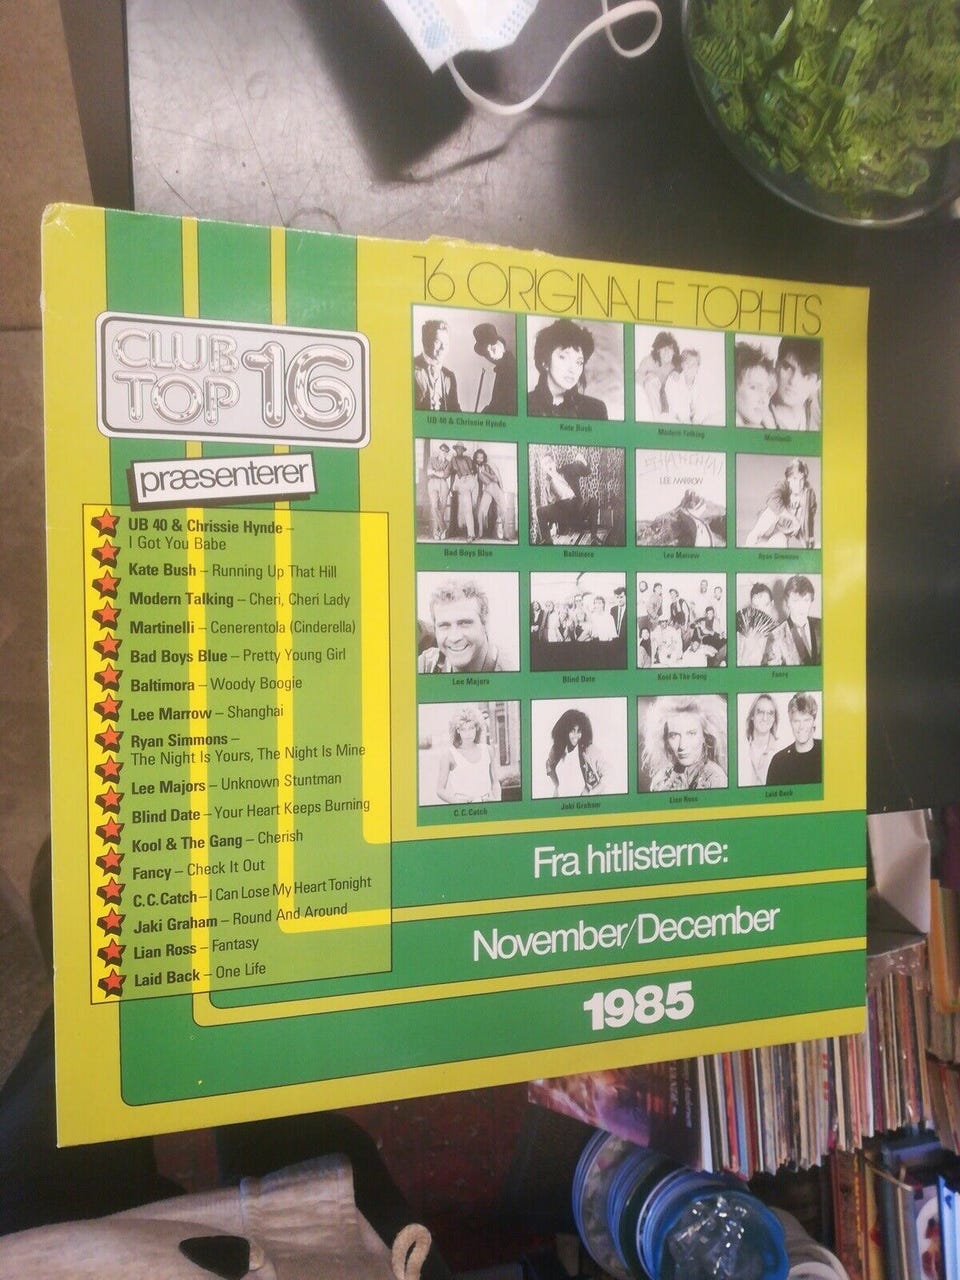 16 ORIGINALE TOPHITS
CLUB
TOP 16
præsenterer
UB 40 & Chrissie Hynde –
I Got You Babe
Kate Bush – Running Up That Hill
Modern Talking – Cheri, Cheri Lady
Martinelli – Cenerentola (Cinderella)
Bad Boys Blue – Pretty Young Girl
Baltimora – Woody Boogie
Lee Marrow – Shanghai
Ryan Simmons –
The Night Is Yours, The Night Is Mine
Lee Majors – Unknown Stuntman
Blind Date – Your Heart Keeps Burning
Kool & The Gang – Cherish
Fancy – Check It Out
C.C. Catch – I Can Lose My Heart Tonight
Jaki Graham – Round And Around
Lian Ross – Fantasy
Laid Back – One Life
UB 40 & Chrissie Hynde
Kate Bush
Modern Talking
Martinelli
SHANGHAI
LEE MARROW
Bad Boys Blue
Baltimora
Lee Marrow
Ryan Simmons
Lee Majors
Blind Date
Kool & The Gang
Fancy
C.C. Catch
Jaki Graham
Lian Ross
Laid Back
Fra hitlisterne:
November/December
1985